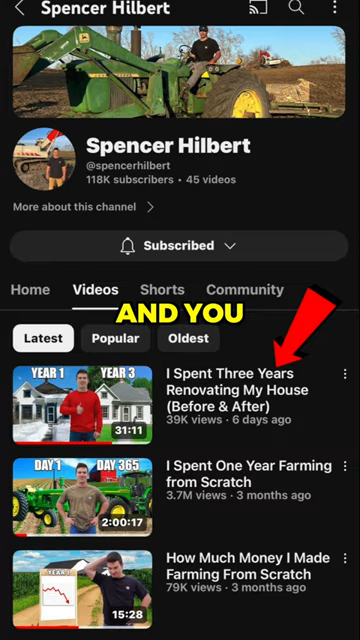 Spencer Hilbert
Spencer Hilbert
@spencerhilbert
118K subscribers • 45 videos
More about this channel
Subscribed
Home Videos Shorts Community
AND YOU
Latest Popular Oldest
YEAR 1 YEAR 3
31:11
I Spent Three Years
Renovating My House
(Before & After)
39K views • 6 days ago
DAY 1 DAY 365
2:00:17
I Spent One Year Farming
from Scratch
3.7M views • 3 months ago
YEAR 1
15:28
How Much Money I Made
Farming From Scratch
79K views • 3 months ago